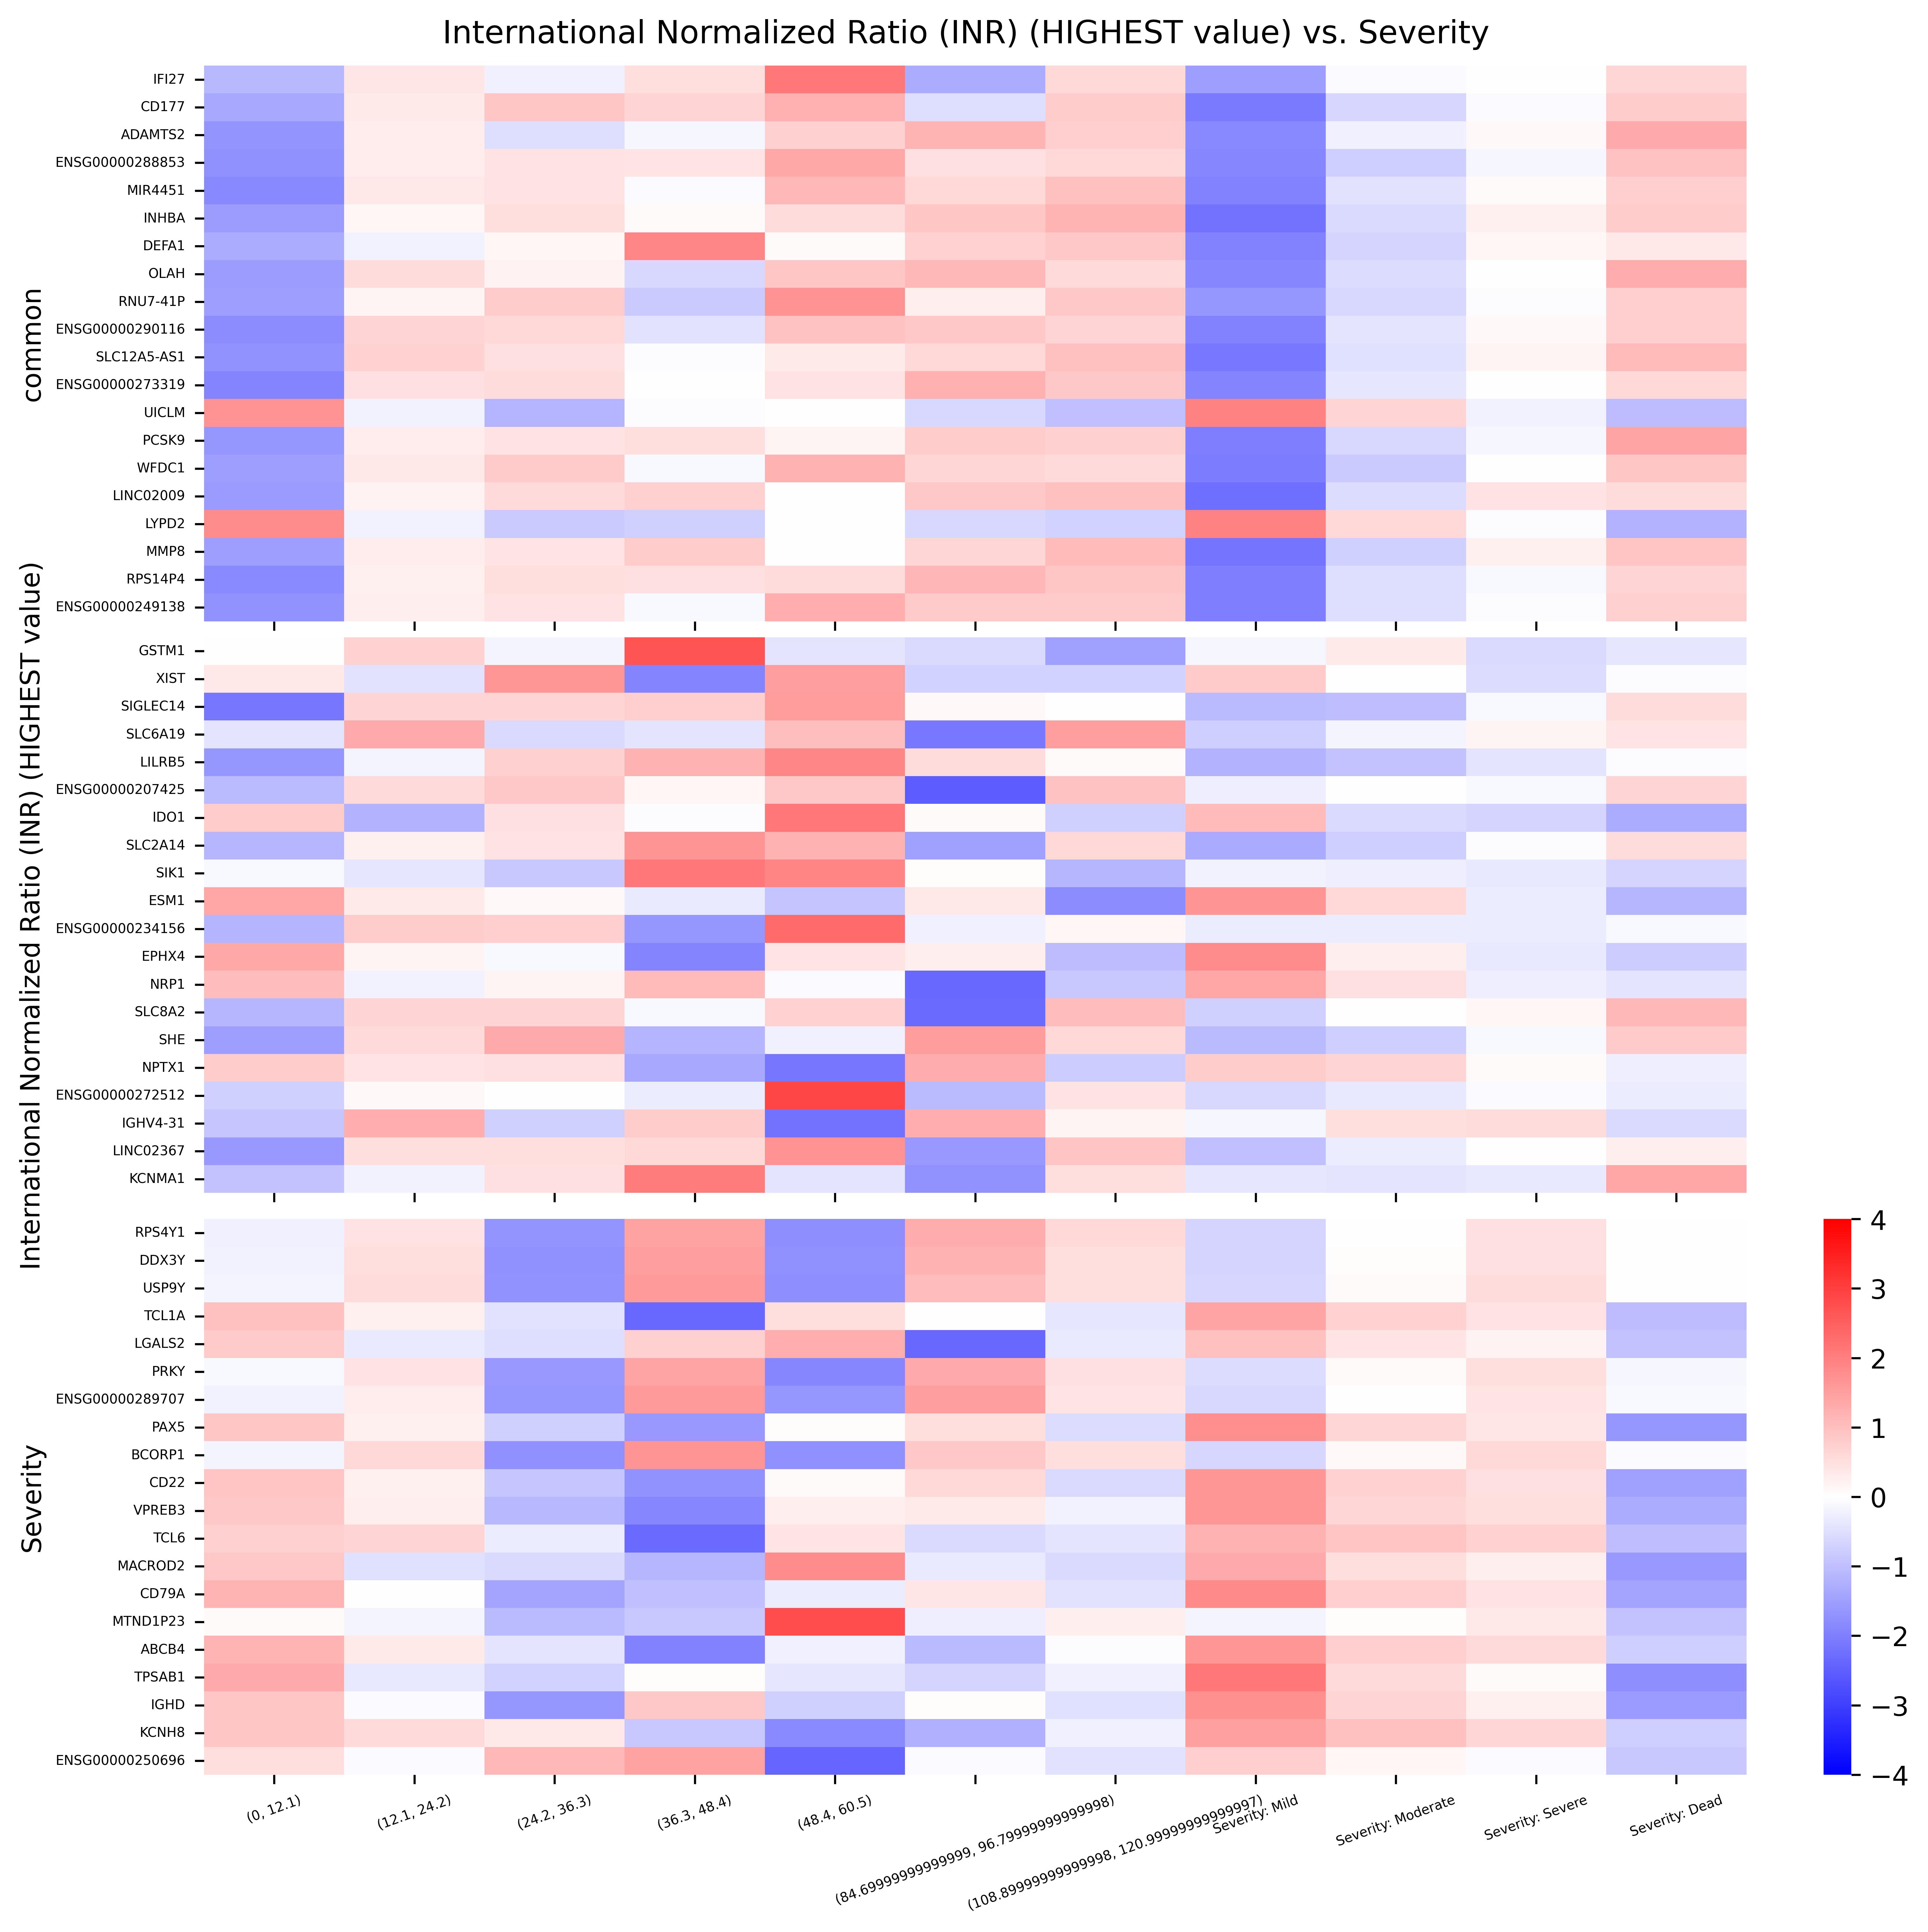 International Normalized Ratio (INR) (HIGHEST value) vs. Severity
common
IFI27
CD177
ADAMTS2
ENSG00000288853
MIR4451
INHBA
DEFA1
OLAH
RNU7-41P
ENSG00000290116
SLC12A5-AS1
ENSG00000273319
UICLM
PCSK9
WFDC1
LINC02009
LYPD2
MMP8
RPS14P4
ENSG00000249138
International Normalized Ratio (INR) (HIGHEST value)
GSTM1
XIST
SIGLEC14
SLC6A19
LILRB5
ENSG00000207425
IDO1
SLC2A14
SIK1
ESM1
ENSG00000234156
EPHX4
NRP1
SLC8A2
SHE
NPTX1
ENSG00000272512
IGHV4-31
LINC02367
KCNMA1
Severity
RPS4Y1
DDX3Y
USP9Y
TCL1A
LGALS2
PRKY
ENSG00000289707
PAX5
BCORP1
CD22
VPREB3
TCL6
MACROD2
CD79A
MTND1P23
ABCB4
TPSAB1
IGHD
KCNH8
ENSG00000250696
(0, 12.1)
(12.1, 24.2)
(24.2, 36.3)
(36.3, 48.4)
(48.4, 60.5)
(84.69999999999999, 96.79999999999998)
(108.89999999999998, 120.99999999999997)
Severity: Mild
Severity: Moderate
Severity: Severe
Severity: Dead
4
3
2
1
0
−1
−2
−3
−4